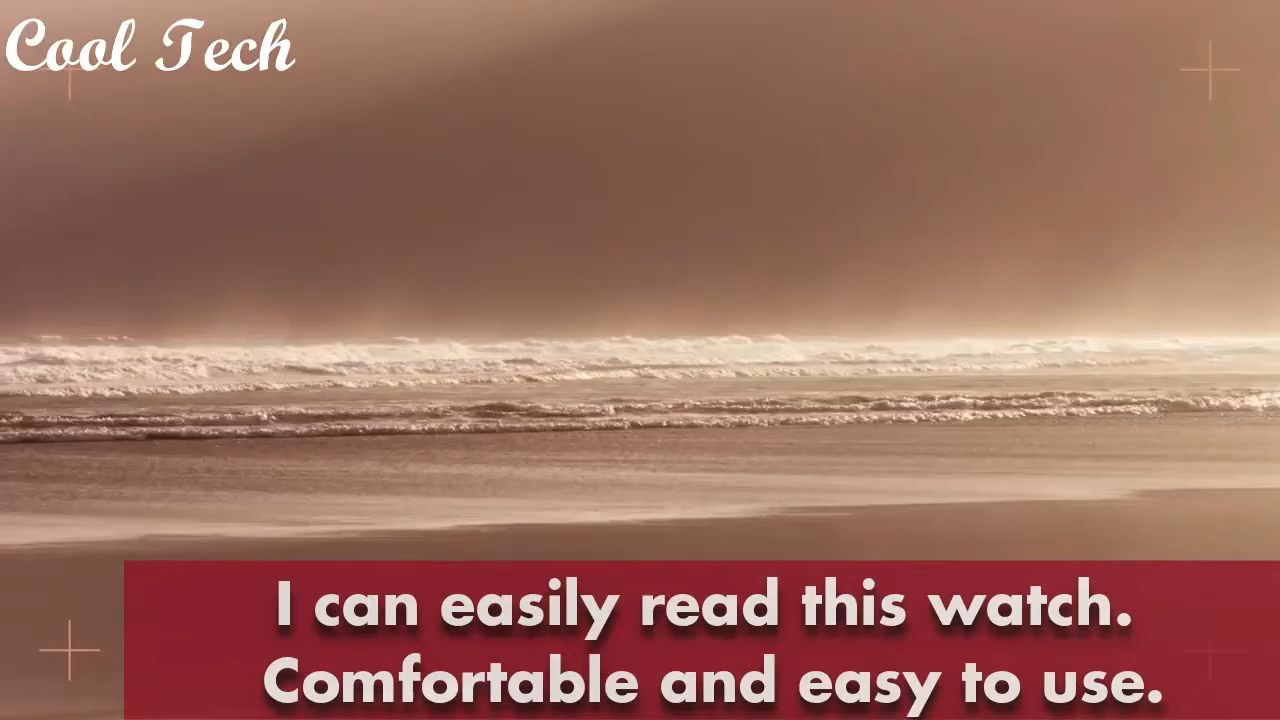 Cool Tech
I can easily read this watch.
Comfortable and easy to use.